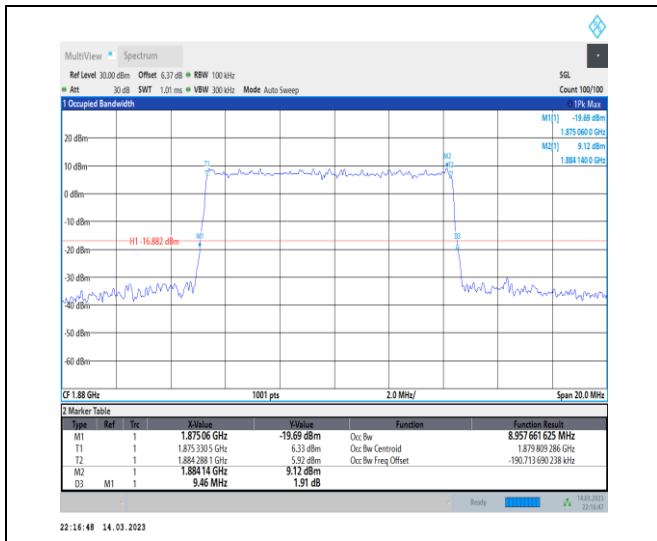 MultiView Spectrum
Ref Level 30.00 dBm Offset 6.37 dB RBW 100 kHz SGL
Att 30 dB SWT 1.01 ms VBW 300 kHz Mode Auto Sweep Count 100/100
1 Occupied Bandwidth 1Pk Max
M1[1] -19.69 dBm
1.875 060 0 GHz
20 dBm
M2[1] 9.12 dBm
1.884 140 0 GHz
M2
T1 T2
10 dBm
0 dBm
-10 dBm
M1 D3
H1 -16.882 dBm
-20 dBm
-30 dBm
-40 dBm
-50 dBm
-60 dBm
CF 1.88 GHz 1001 pts 2.0 MHz/ Span 20.0 MHz
2 Marker Table
Type Ref Trc X-Value Y-Value Function Function Result
M1 1 1.87506 GHz -19.69 dBm Occ Bw 8.957 661 625 MHz
T1 1 1.875 330 5 GHz 6.33 dBm Occ Bw Centroid 1.879 809 286 GHz
T2 1 1.884 288 1 GHz 5.92 dBm Occ Bw Freq Offset -190.713 690 238 kHz
M2 1 1.88414 GHz 9.12 dBm
D3 M1 1 9.46 MHz 1.91 dB
Ready 14.03.2023
22:16:47
22:16:48 14.03.2023